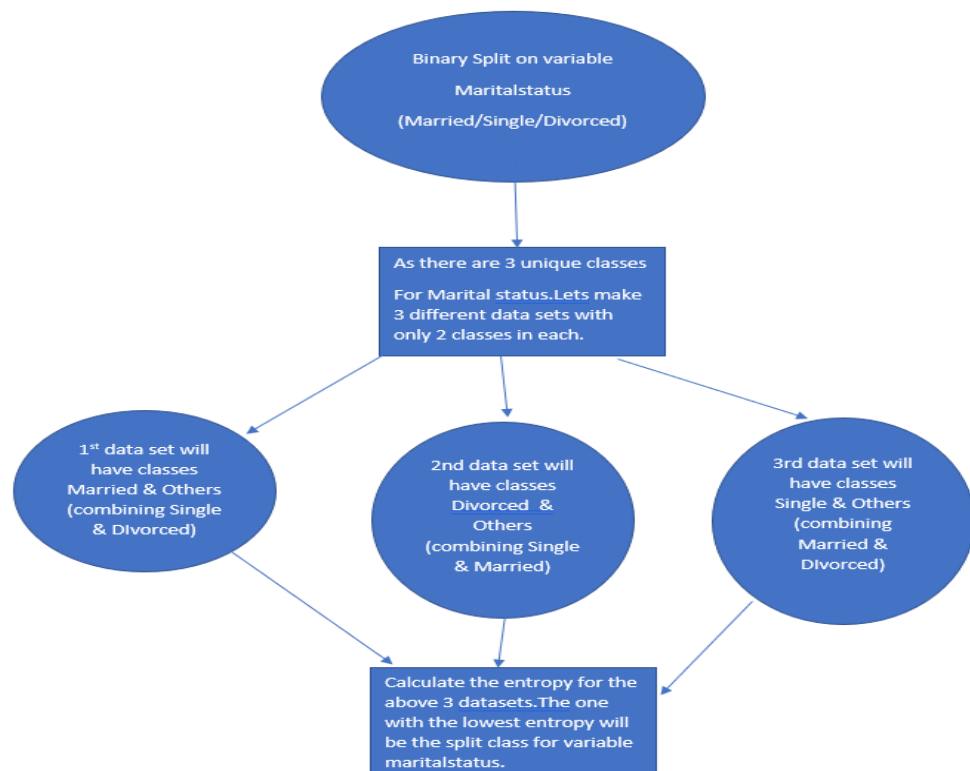 Binary Split on variable
Maritalstatus
(Married/Single/Divorced)
As there are 3 unique classes
For Marital status.Lets make
3 different data sets with
only 2 classes in each.
1st data set will
have classes
Married & Others
(combining Single
& DIvorced)
2nd data set will
have classes
Divorced & 
Others
(combining Single
& Married)
3rd data set will
have classes
Single & Others
(combining
Married &
DIvorced)
Calculate the entropy for the
above 3 datasets.The one
with the lowest entropy will
be the split class for variable
maritalstatus.